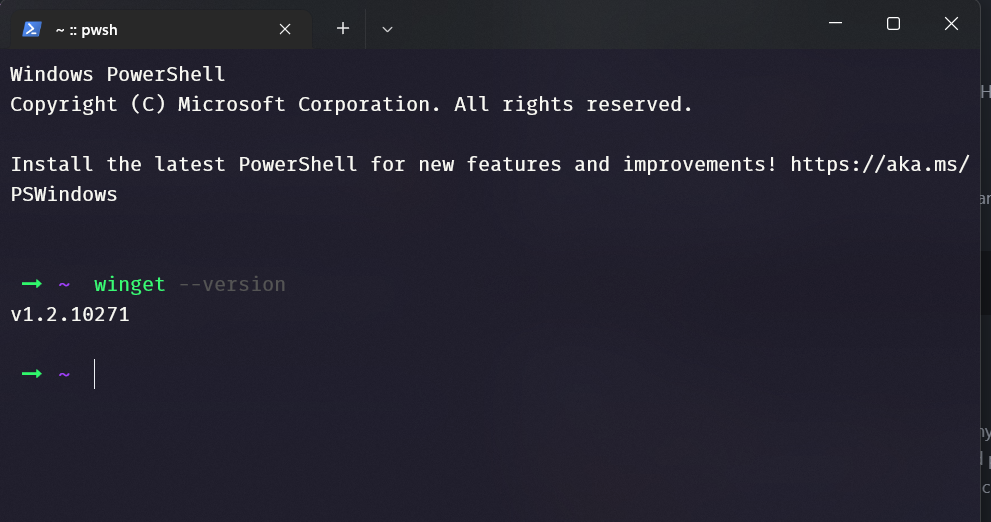 ~ :: pwsh
Windows PowerShell
Copyright (C) Microsoft Corporation. All rights reserved.
Install the latest PowerShell for new features and improvements! https://aka.ms/
PSWindows
→ ~ winget --version
v1.2.10271
→ ~